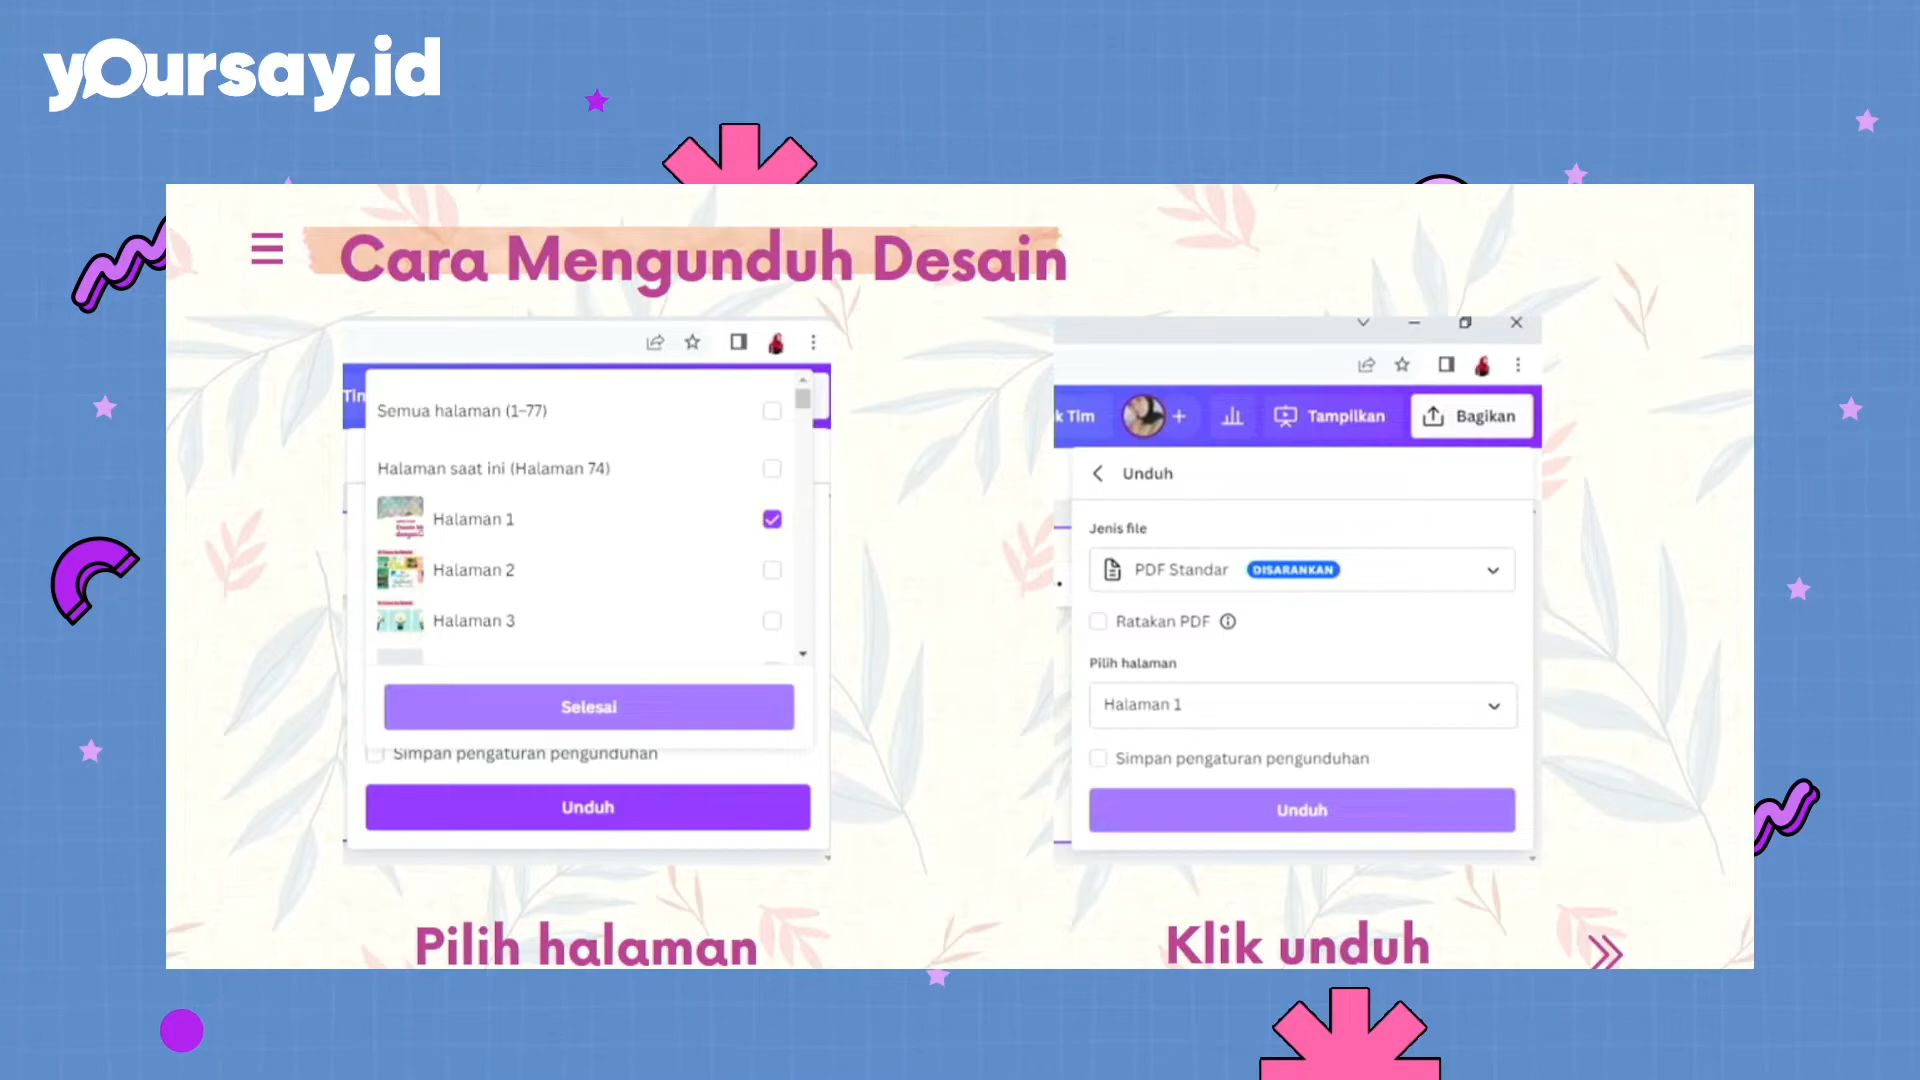 yoursay.id
Cara Mengunduh Desain
Semua halaman (1-77)
Halaman saat ini (Halaman 74)
Halaman 1
Halaman 2
Halaman 3
Selesai
Simpan pengaturan pengunduhan
Unduh
Pilih halaman
k Tim
Tampilkan
Bagikan
Unduh
Jenis file
PDF Standar DISARANKAN
Ratakan PDF
Pilih halaman
Halaman 1
Simpan pengaturan pengunduhan
Unduh
Klik unduh